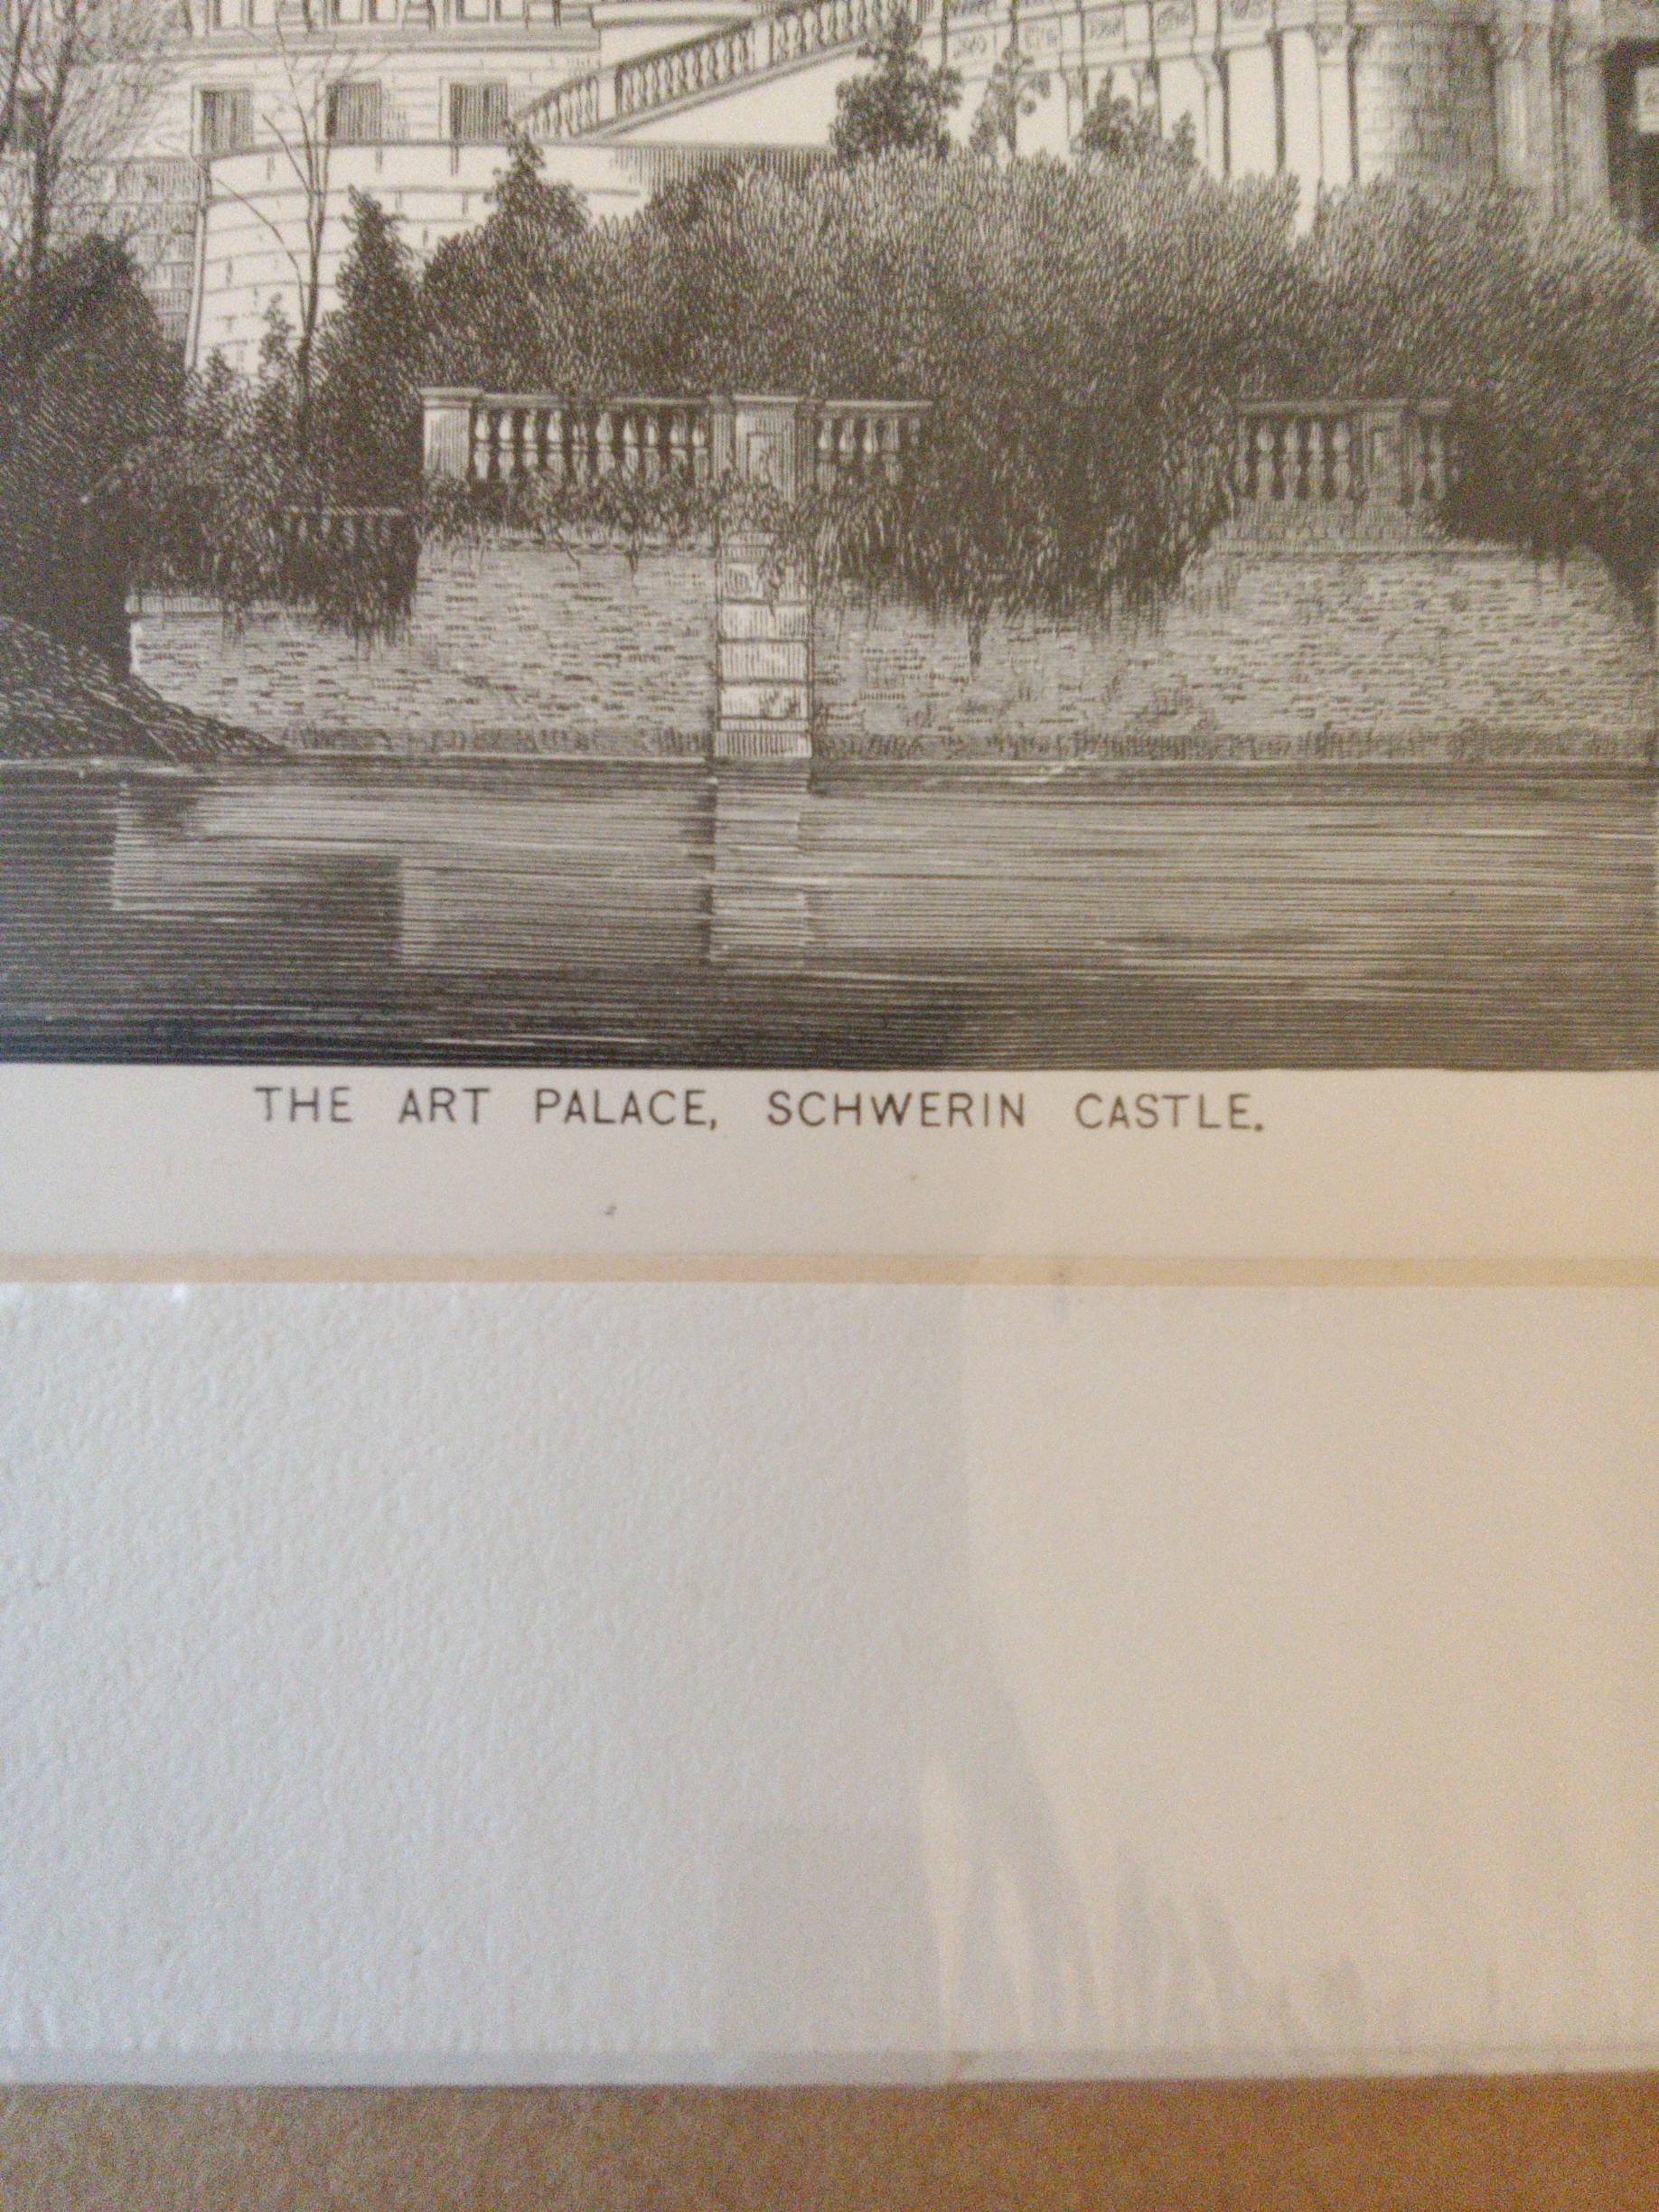 THE ART PALACE, SCHWERIN CASTLE.